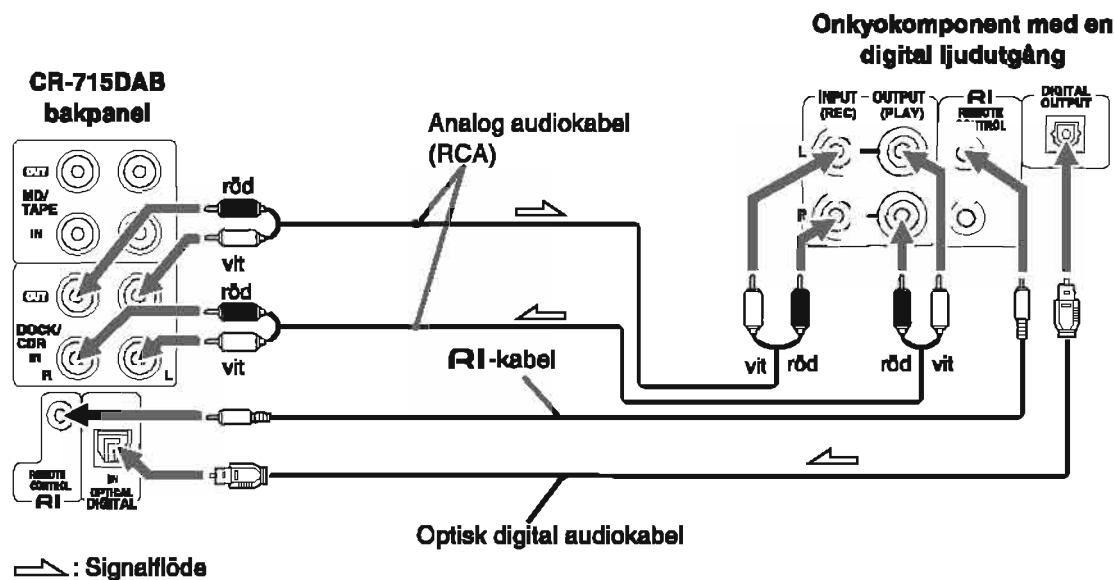 Onkyokomponent med en
digital ljudutgång
CR-715DAB
bakpanel
INPUT
(REC)
OUTPUT
(PLAY)
RI
REMOTE
CONTROL
DIGITAL
OUTPUT
L
R
Analog audiokabel
(RCA)
OUT
MD/
TAPE
IN
röd
vit
OUT
DOCK/
CDR
IN
R
L
röd
vit
vit
röd
röd
vit
RI-kabel
REMOTE
CONTROL
RI
IN
OPTICAL
DIGITAL
Optisk digital audiokabel
: Signalflöde